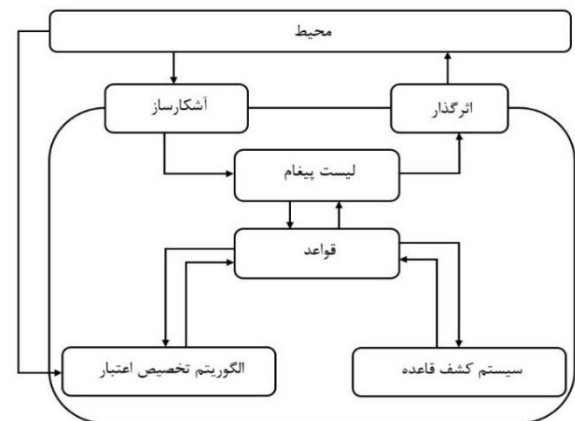 محیط
اثرگذار
آشکارساز
لیست پیغام
قواعد
سیستم کشف قاعده
الگوریتم تخصیص اعتبار